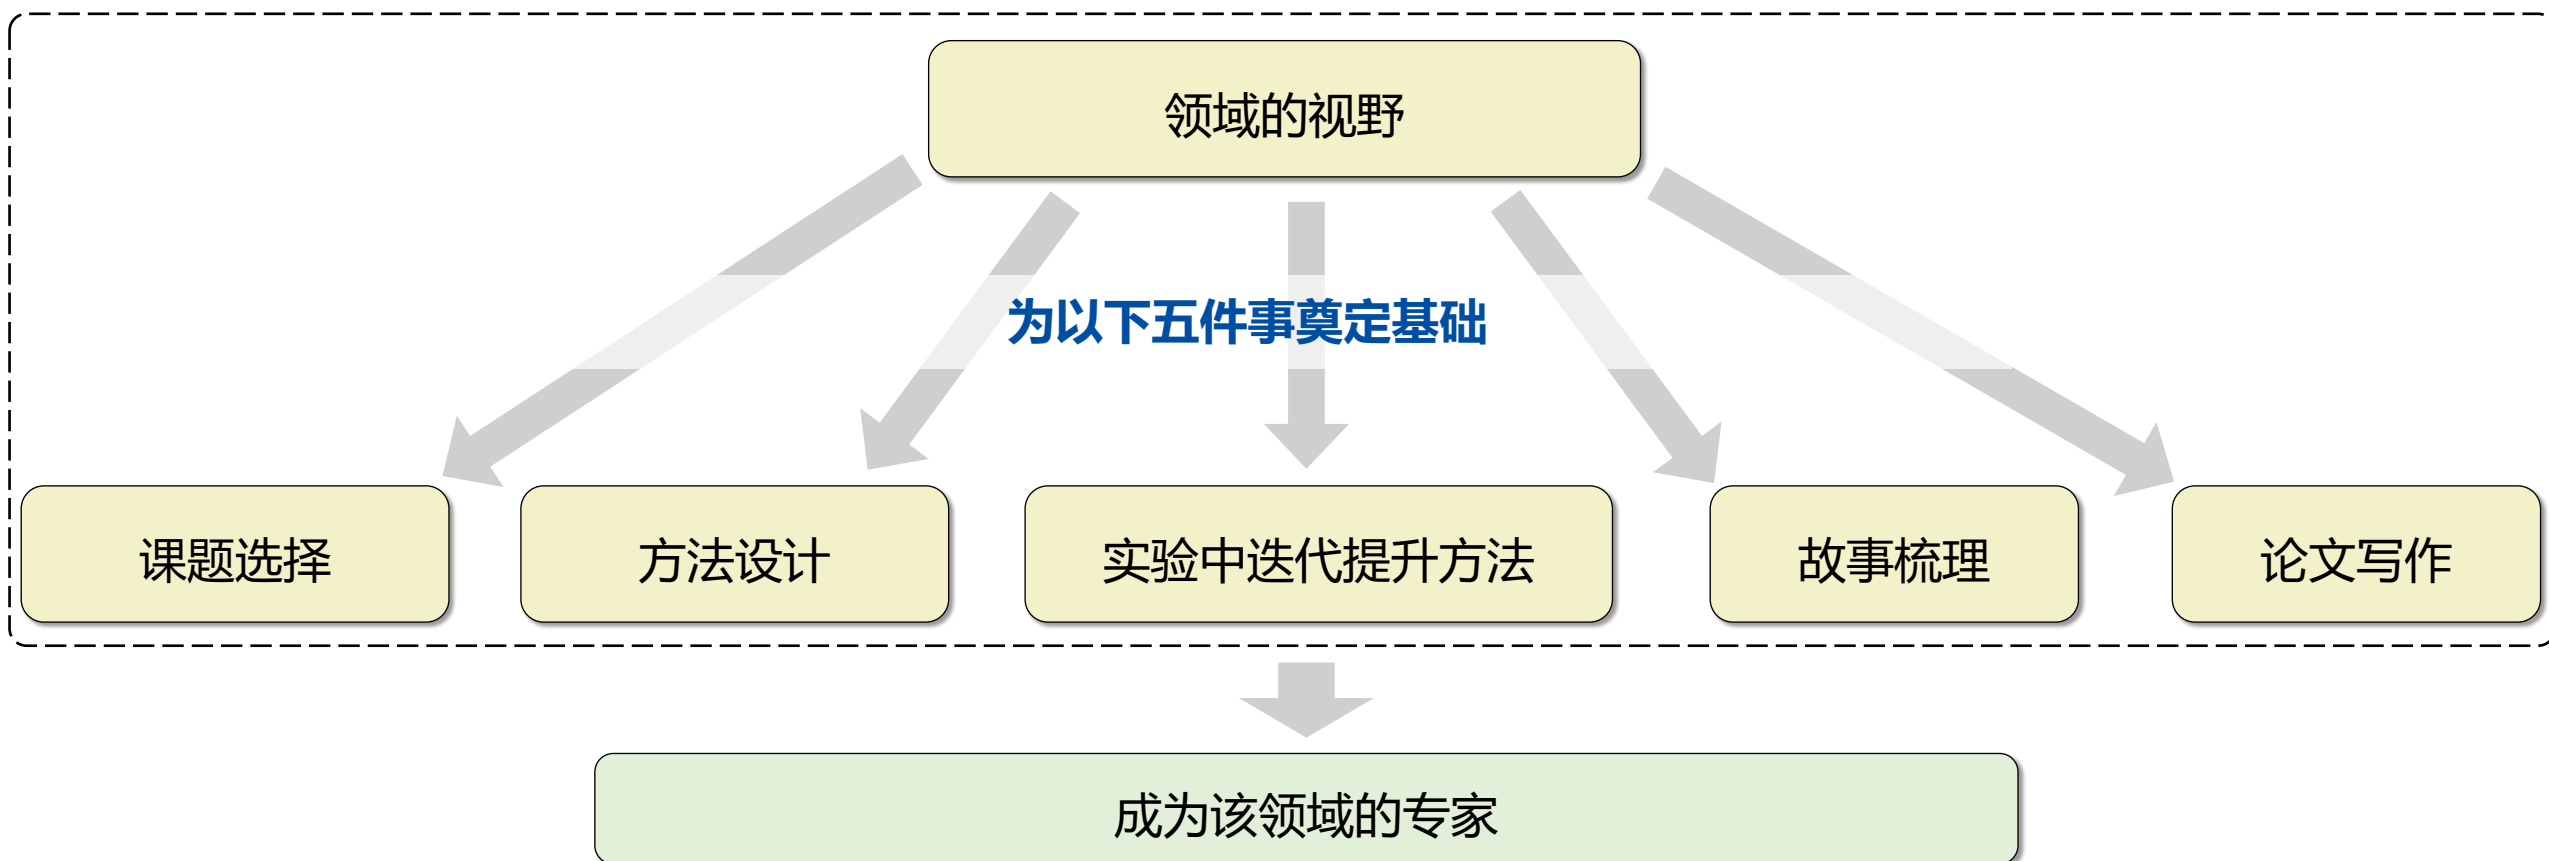 领域的视野
为以下五件事奠定基础
课题选择
方法设计
实验中迭代提升方法
故事梳理
论文写作
成为该领域的专家